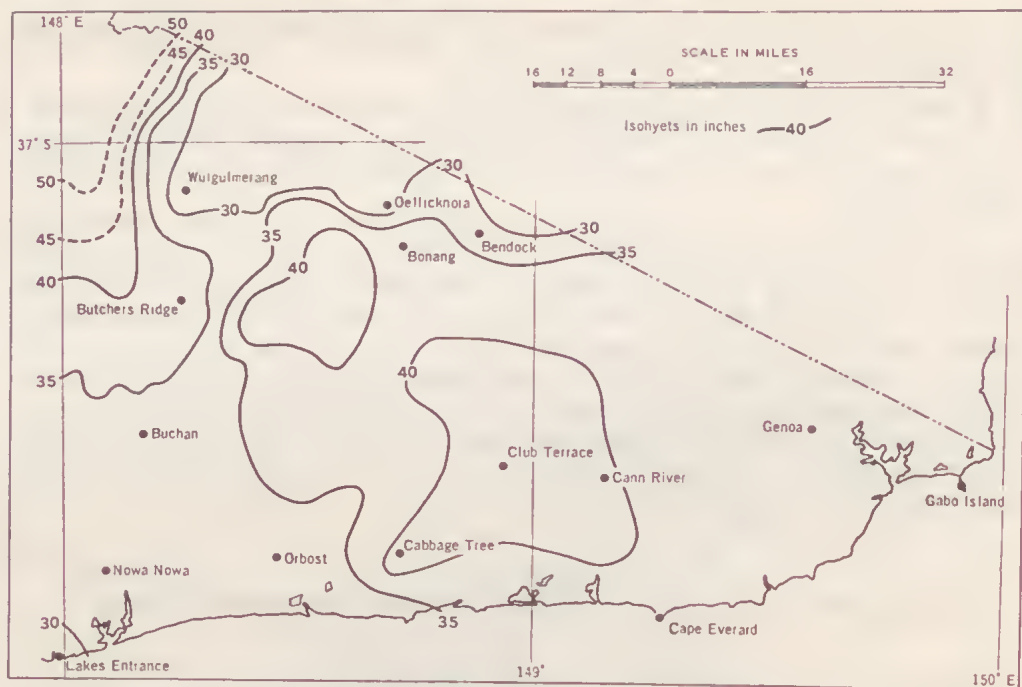 148° E
50
40
45
35
30
SCALE IN MILES
16 12 8 4 0 16 32
Isohyets in inches 40
37° S
30
50
Wulgulmerang
Dellicknora
30
35
30
45
Bonang
Bendock
35
40
40
Butchers Ridge
35
40
Buchan
Genoa
Club Terrace
Cann River
Gabo Island
Cabbage Tree
Orbost
Nowa Nowa
30
35
Cape Everard
Lakes Entrance
149°
150° E